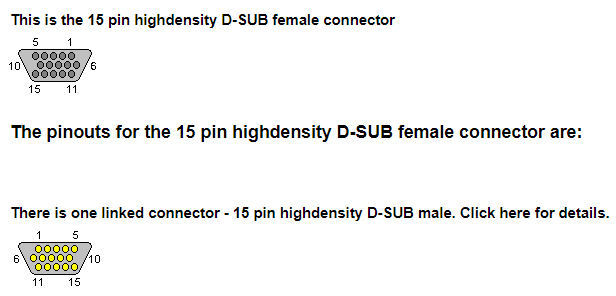 This is the 15 pin highdensity D-SUB female connector
5 1
10 6
15 11
The pinouts for the 15 pin highdensity D-SUB female connector are:
There is one linked connector - 15 pin highdensity D-SUB male. Click here for details.
1 5
6 10
11 15